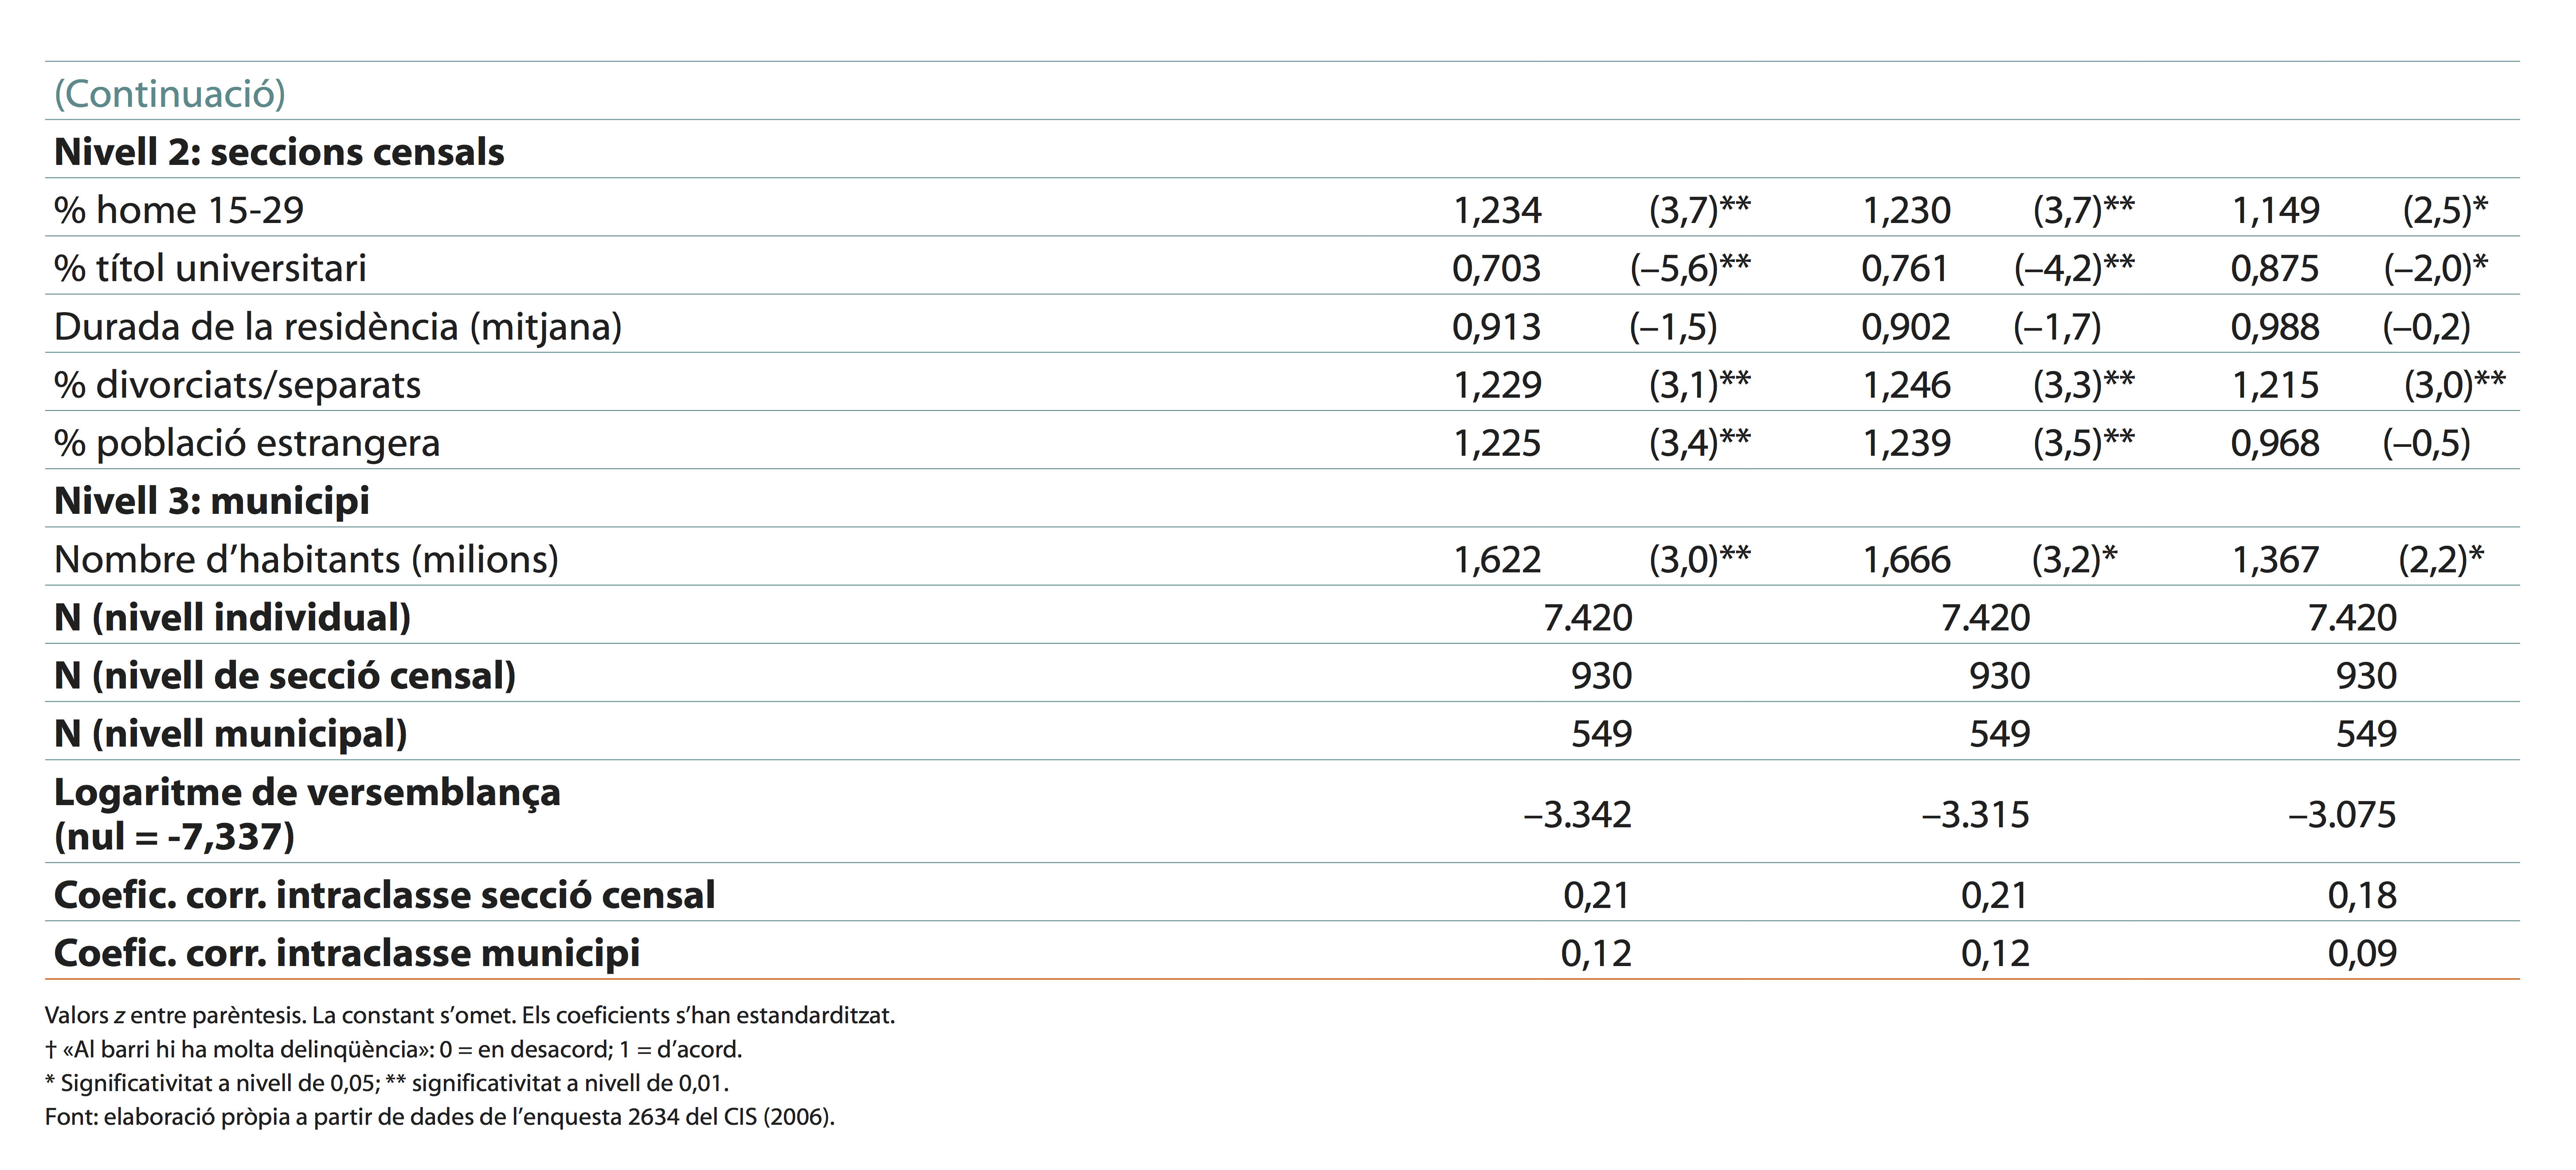 (Continuació)
Nivell 2: seccions censals
% home 15-29 1,234 (3,7)** 1,230 (3,7)** 1,149 (2,5)*
% títol universitari 0,703 (–5,6)** 0,761 (–4,2)** 0,875 (–2,0)*
Durada de la residència (mitjana) 0,913 (–1,5) 0,902 (–1,7) 0,988 (–0,2)
% divorciats/separats 1,229 (3,1)** 1,246 (3,3)** 1,215 (3,0)**
% població estrangera 1,225 (3,4)** 1,239 (3,5)** 0,968 (–0,5)
Nivell 3: municipi
Nombre d’habitants (milions) 1,622 (3,0)** 1,666 (3,2)* 1,367 (2,2)*
N (nivell individual) 7.420 7.420 7.420
N (nivell de secció censal) 930 930 930
N (nivell municipal) 549 549 549
Logaritme de versemblança
(nul = -7,337) –3.342 –3.315 –3.075
Coefic. corr. intraclasse secció censal 0,21 0,21 0,18
Coefic. corr. intraclasse municipi 0,12 0,12 0,09
Valors z entre parèntesis. La constant s’omet. Els coeficients s’han estandarditzat.
† «Al barri hi ha molta delinqüència»: 0 = en desacord; 1 = d’acord.
* Significativitat a nivell de 0,05; ** significativitat a nivell de 0,01.
Font: elaboració pròpia a partir de dades de l’enquesta 2634 del CIS (2006).